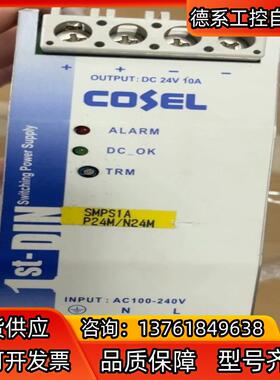 德系工控自
OUTPUT: DC 24V 10A
+ + - -
COSEL
ALARM
DC_OK
TRM
1st-DIN
Switching Power Supply
SMPS1A
P24M/N24M
INPUT : AC100-240V
N L
货供应
咨询: 13761849638
可开发票
品质保障
型号齐